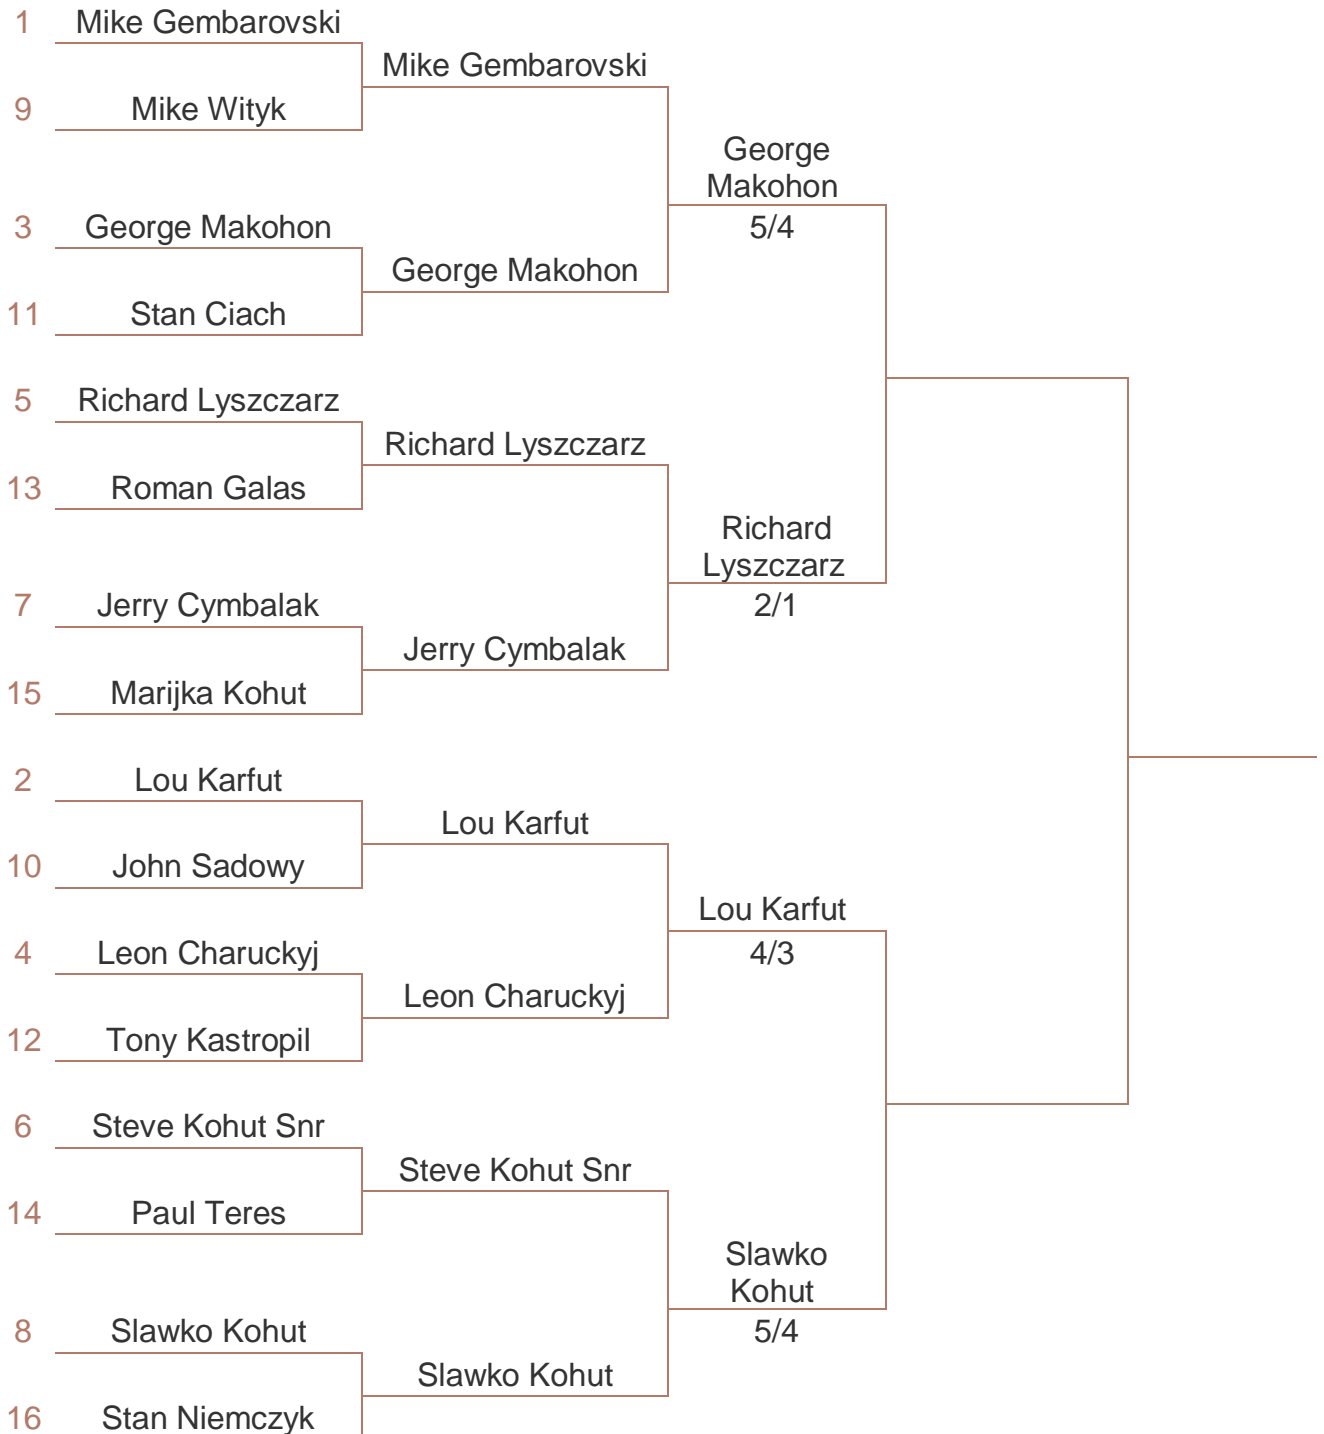 1 Mike Gembarovski
Mike Gembarovski
9 Mike Wityk
George
Makohon
5/4
3 George Makohon
George Makohon
11 Stan Ciach
5 Richard Lyszczarz
Richard Lyszczarz
13 Roman Galas
Richard
Lyszczarz
2/1
7 Jerry Cymbalak
Jerry Cymbalak
15 Marijka Kohut
2 Lou Karfut
Lou Karfut
10 John Sadowy
Lou Karfut
4/3
4 Leon Charuckyj
Leon Charuckyj
12 Tony Kastropil
6 Steve Kohut Snr
Steve Kohut Snr
14 Paul Teres
Slawko
Kohut
5/4
8 Slawko Kohut
Slawko Kohut
16 Stan Niemczyk